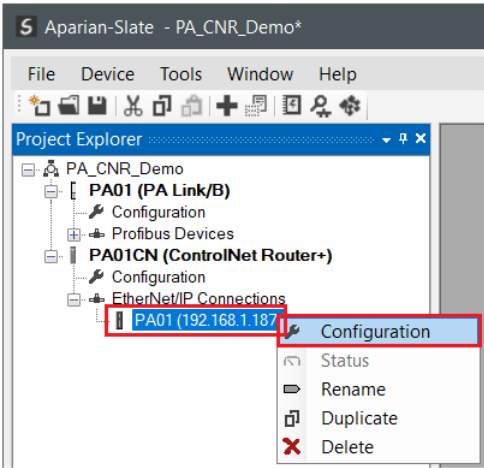 S Aparian-Slate - PA_CNR_Demo*
File Device Tools Window Help
Project Explorer
PA_CNR_Demo
PA01 (PA Link/B)
Configuration
Profibus Devices
PA01CN (ControlNet Router+)
Configuration
EtherNet/IP Connections
PA01 (192.168.1.187
Configuration
Status
Rename
Duplicate
Delete